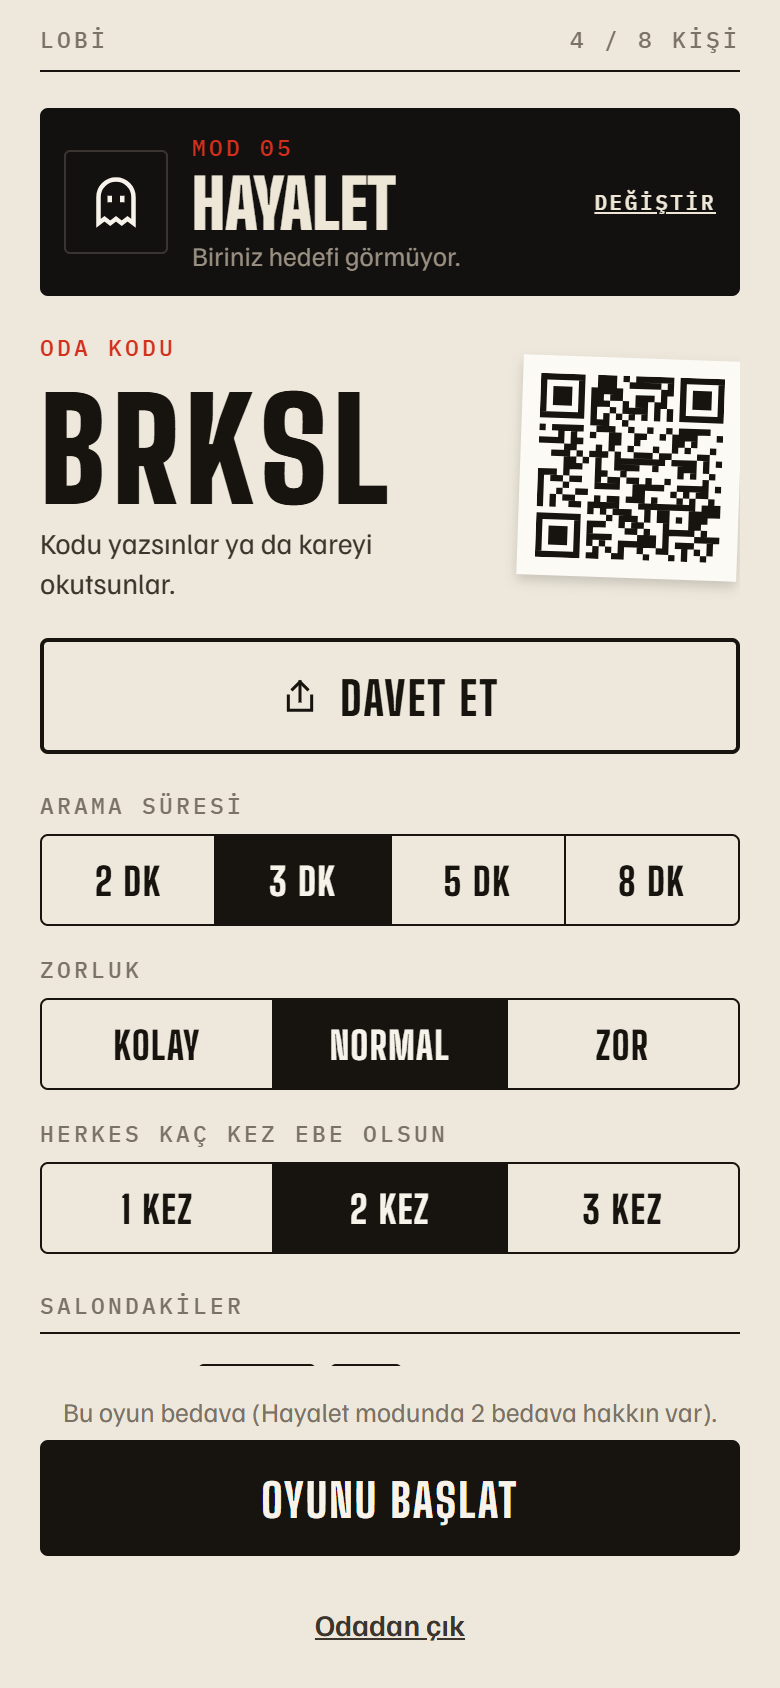 LOBİ
4 / 8 KİŞİ
MOD 05
HAYALET
Biriniz hedefi görmüyor.
DEĞİŞTİR
ODA KODU
BRKSL
Kodu yazsınlar ya da kareyi
okutsunlar.
DAVET ET
ARAMA SÜRESİ
2 DK
3 DK
5 DK
8 DK
ZORLUK
KOLAY
NORMAL
ZOR
HERKES KAÇ KEZ EBE OLSUN
1 KEZ
2 KEZ
3 KEZ
SALONDAKİLER
Bu oyun bedava (Hayalet modunda 2 bedava hakkın var).
OYUNU BAŞLAT
Odadan çık